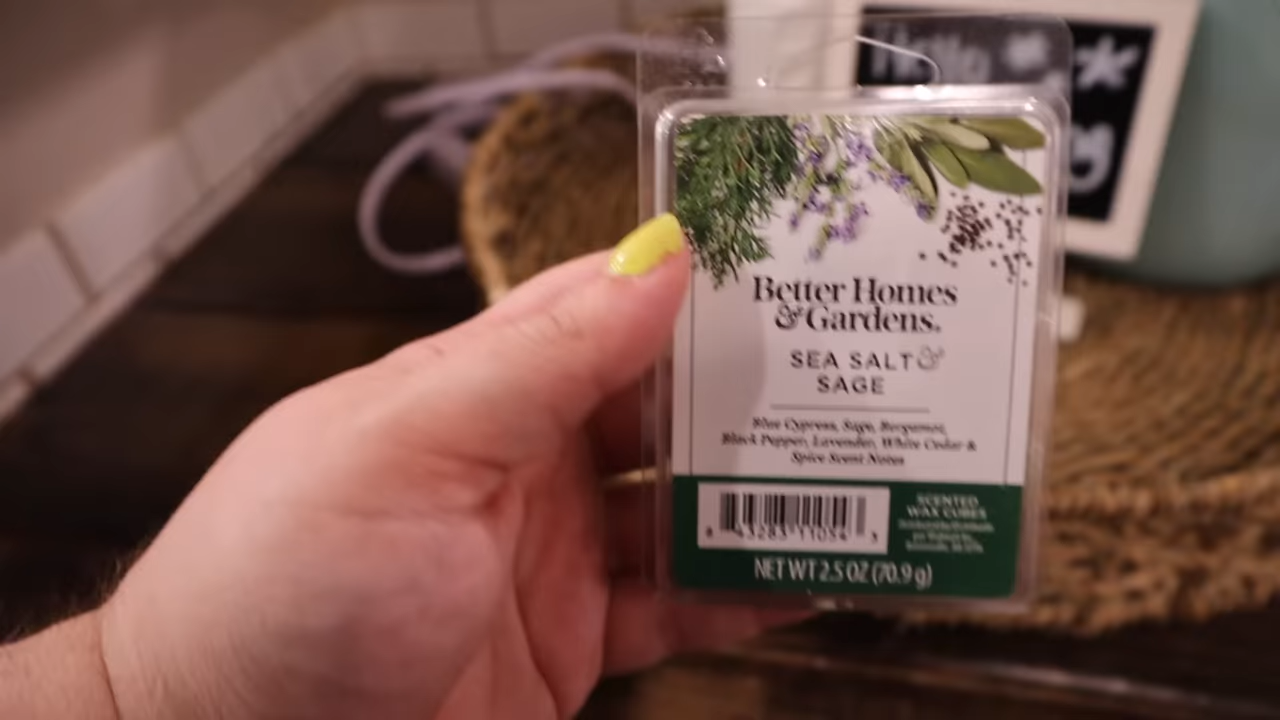 Hello
Better Homes
&Gardens.
SEA SALT &
SAGE
Blue Cypress, Sage, Bergamot,
Black Pepper, Lavender, White Cedar &
Spice Scent Notes
SCENTED
WAX CUBES
NET WT 2.5 OZ (70.9 g)